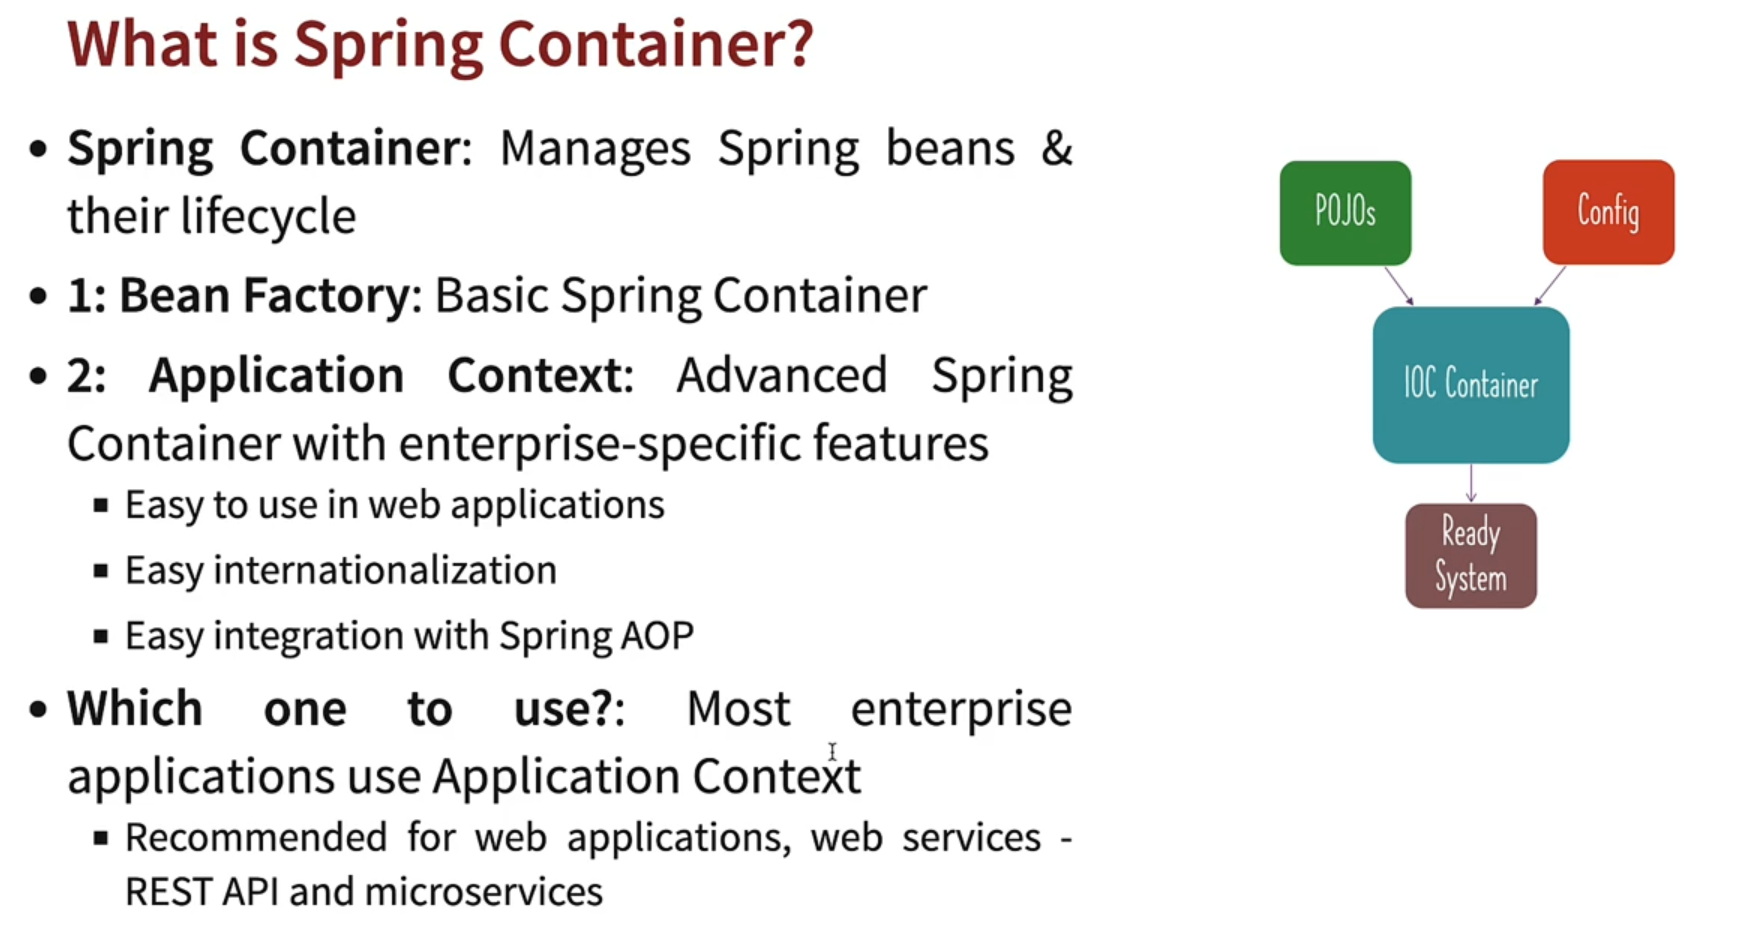 What is Spring Container?
• Spring Container: Manages Spring beans &
their lifecycle
• 1: Bean Factory: Basic Spring Container
• 2: Application Context: Advanced Spring
Container with enterprise-specific features
▪ Easy to use in web applications
▪ Easy internationalization
▪ Easy integration with Spring AOP
• Which one to use?: Most enterprise
applications use Application Context
▪ Recommended for web applications, web services -
REST API and microservices
POJOs
Config
IOC Container
Ready
System